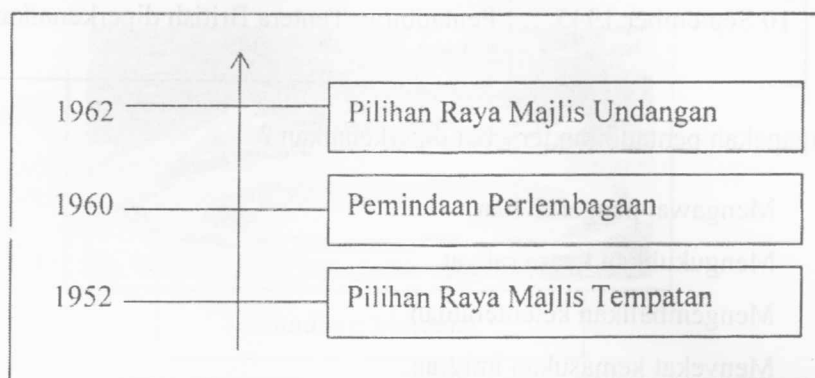 1962 Pilihan Raya Majlis Undangan
1960 Pemindaan Perlembagaan
1952 Pilihan Raya Majlis Tempatan